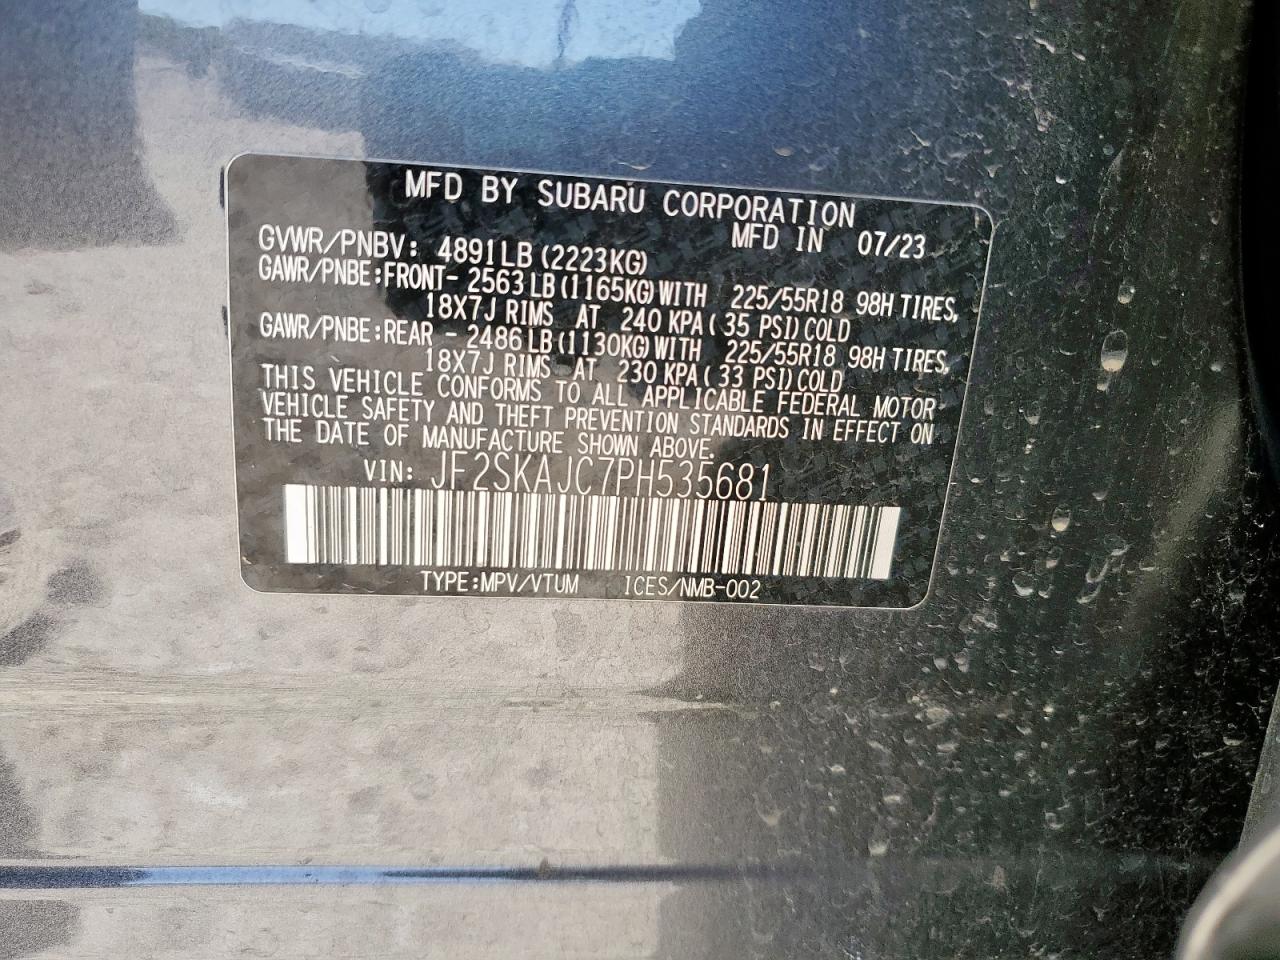 MFD BY SUBARU CORPORATION
MFD IN 07/23
GVWR/PNBV: 4891LB (2223KG)
GAWR/PNBE:FRONT- 2563 LB (1165KG) WITH 225/55R18 98H TIRES,
18X7J RIMS AT 240 KPA ( 35 PSI) COLD
GAWR/PNBE:REAR - 2486 LB (1130KG) WITH 225/55R18 98H TIRES,
18X7J RIMS AT 230 KPA ( 33 PSI) COLD
THIS VEHICLE CONFORMS TO ALL APPLICABLE FEDERAL MOTOR
VEHICLE SAFETY AND THEFT PREVENTION STANDARDS IN EFFECT ON
THE DATE OF MANUFACTURE SHOWN ABOVE.
VIN: JF2SKAJC7PH535681
TYPE:MPV/VTUM ICES/NMB-002